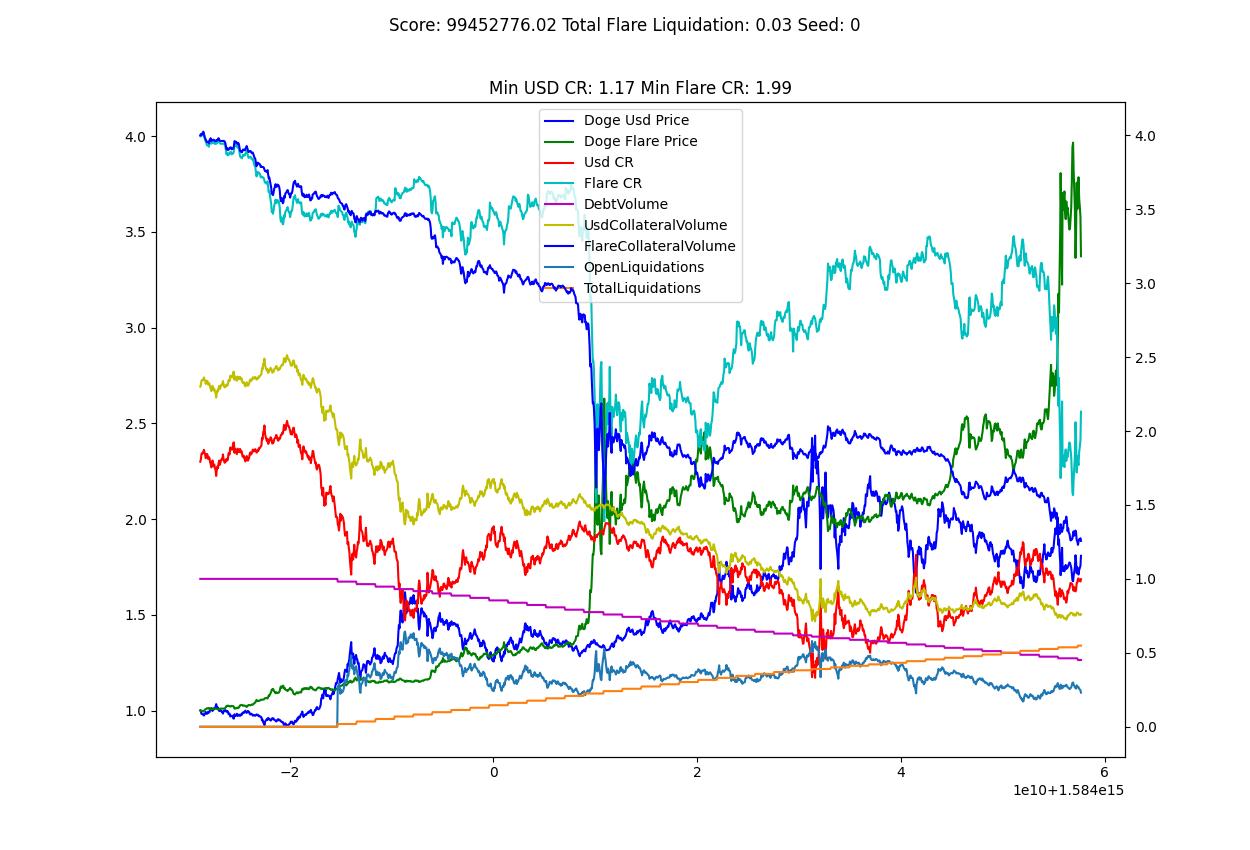 Score: 99452776.02 Total Flare Liquidation: 0.03 Seed: 0
Min USD CR: 1.17 Min Flare CR: 1.99
Doge Usd Price
Doge Flare Price
Usd CR
Flare CR
DebtVolume
UsdCollateralVolume
FlareCollateralVolume
OpenLiquidations
TotalLiquidations
4.0
3.5
3.0
2.5
2.0
1.5
1.0
4.0
3.5
3.0
2.5
2.0
1.5
1.0
0.5
0.0
−2
0
2
4
6
1e10+1.584e15